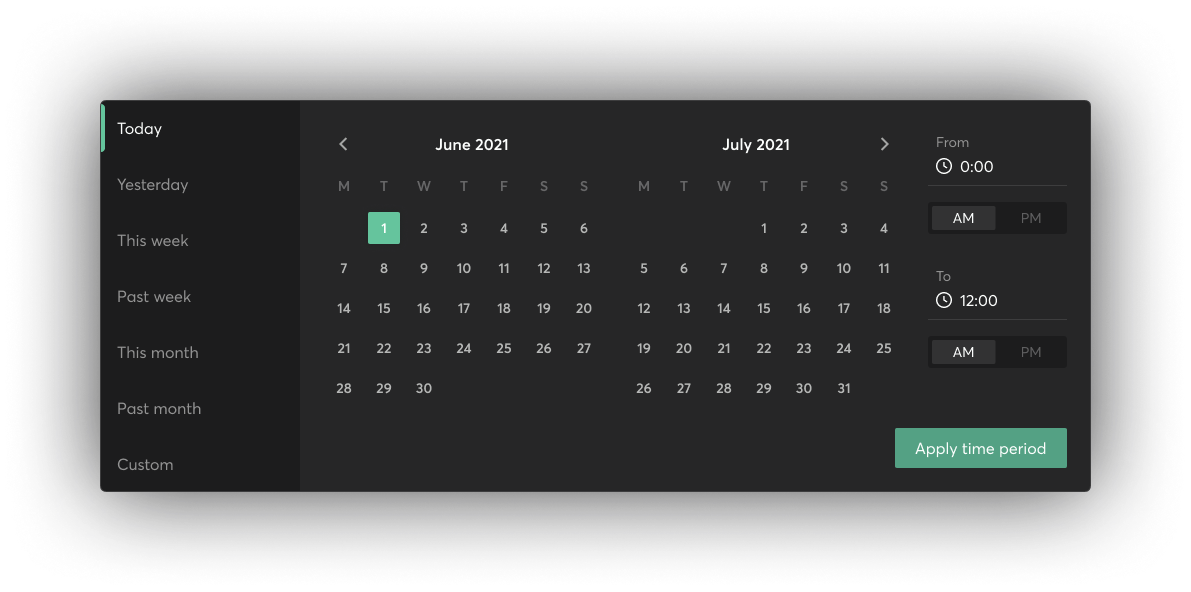 Today
Yesterday
This week
Past week
This month
Past month
Custom
June 2021
M T W T F S S
1 2 3 4 5 6
7 8 9 10 11 12 13
14 15 16 17 18 19 20
21 22 23 24 25 26 27
28 29 30
July 2021
M T W T F S S
1 2 3 4
5 6 7 8 9 10 11
12 13 14 15 16 17 18
19 20 21 22 23 24 25
26 27 28 29 30 31
From
0:00
AM PM
To
12:00
AM PM
Apply time period